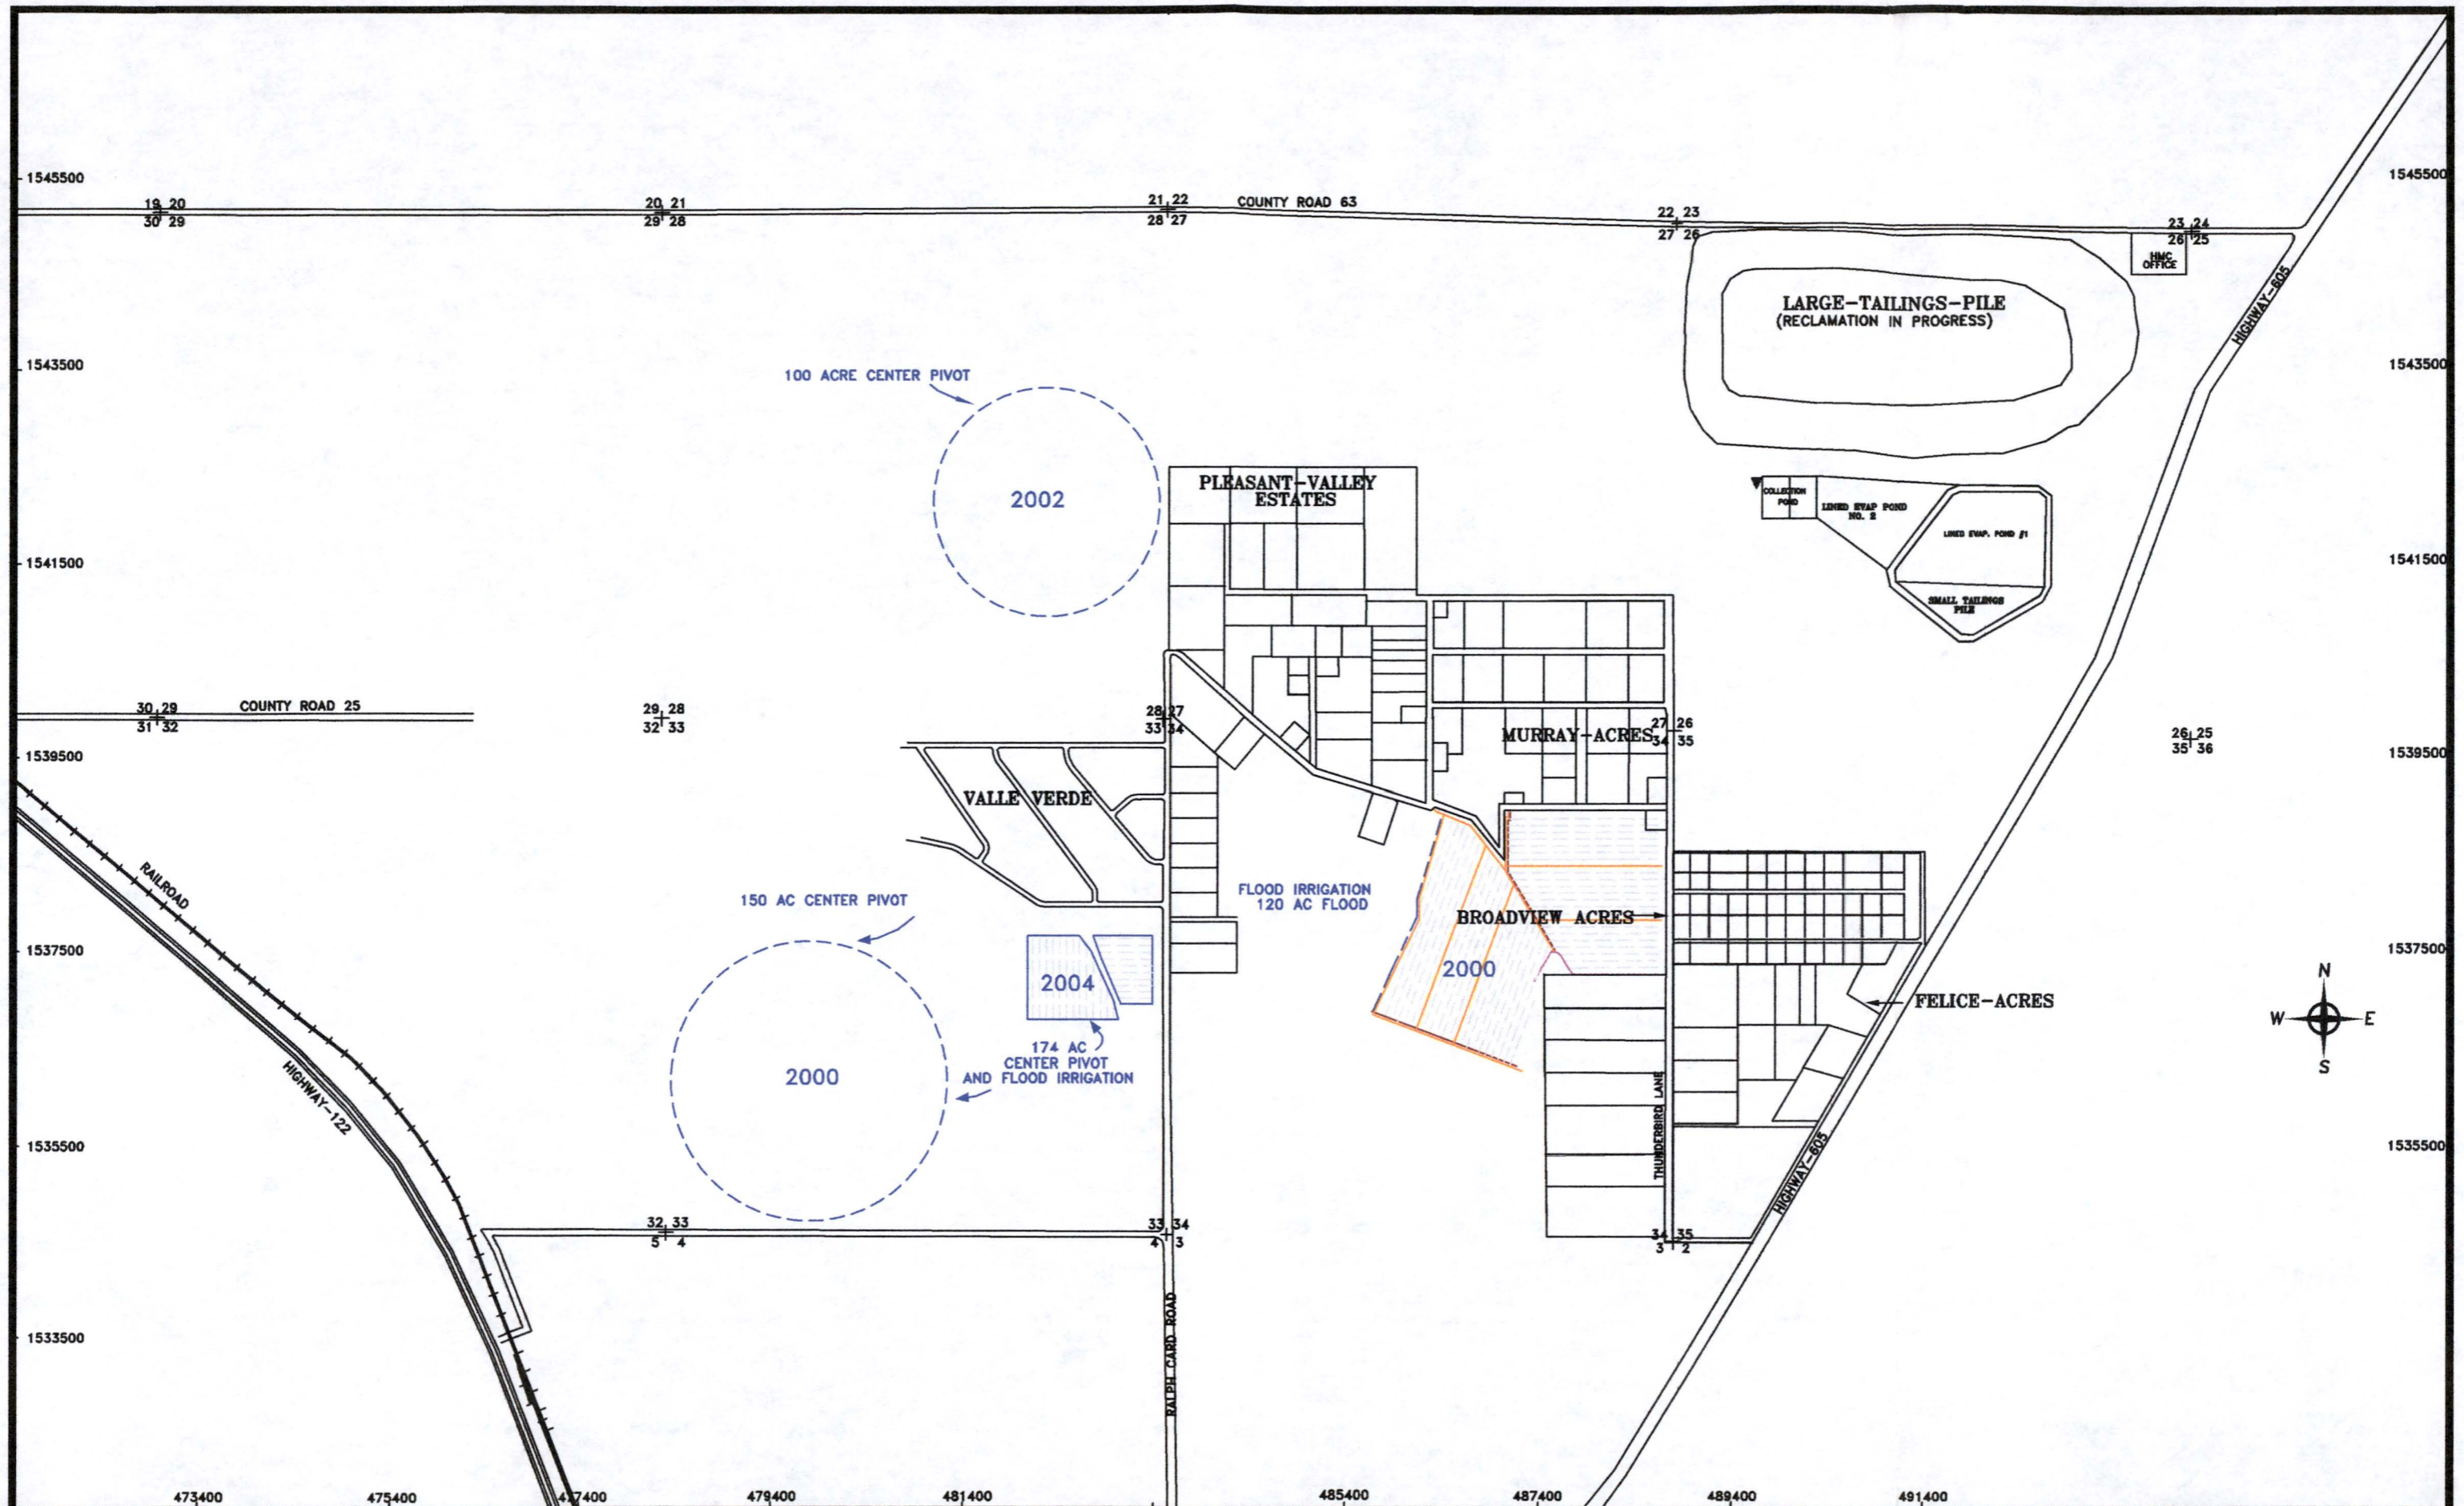 1545500
1545500
19 20
30 29
20 21
29 28
21 22
28 27
COUNTY ROAD 63
22 23
27 26
23 24
26 25
HMC
OFFICE
HIGHWAY-605
LARGE-TAILINGS-PILE
(RECLAMATION IN PROGRESS)
1543500
1543500
100 ACRE CENTER PIVOT
2002
PLEASANT-VALLEY
ESTATES
COLLECTION
POND
LINED EVAP POND
NO. 2
LINED EVAP. POND #1
SMALL TAILINGS
PILE
1541500
1541500
30 29
31 32
COUNTY ROAD 25
29 28
32 33
28 27
33 34
MURRAY-ACRES
27 26
34 35
26 25
35 36
1539500
1539500
VALLE VERDE
RAILROAD
150 AC CENTER PIVOT
FLOOD IRRIGATION
120 AC FLOOD
BROADVIEW ACRES
1537500
1537500
2004
2000
FELICE-ACRES
N
W
E
S
174 AC
CENTER PIVOT
AND FLOOD IRRIGATION
2000
HIGHWAY-122
THUNDERBIRD LANE
1535500
1535500
HIGHWAY-605
32 33
5 4
33 34
4 3
34 35
3 2
1533500
RALPH CARD ROAD
473400
475400
477400
479400
481400
485400
487400
489400
491400